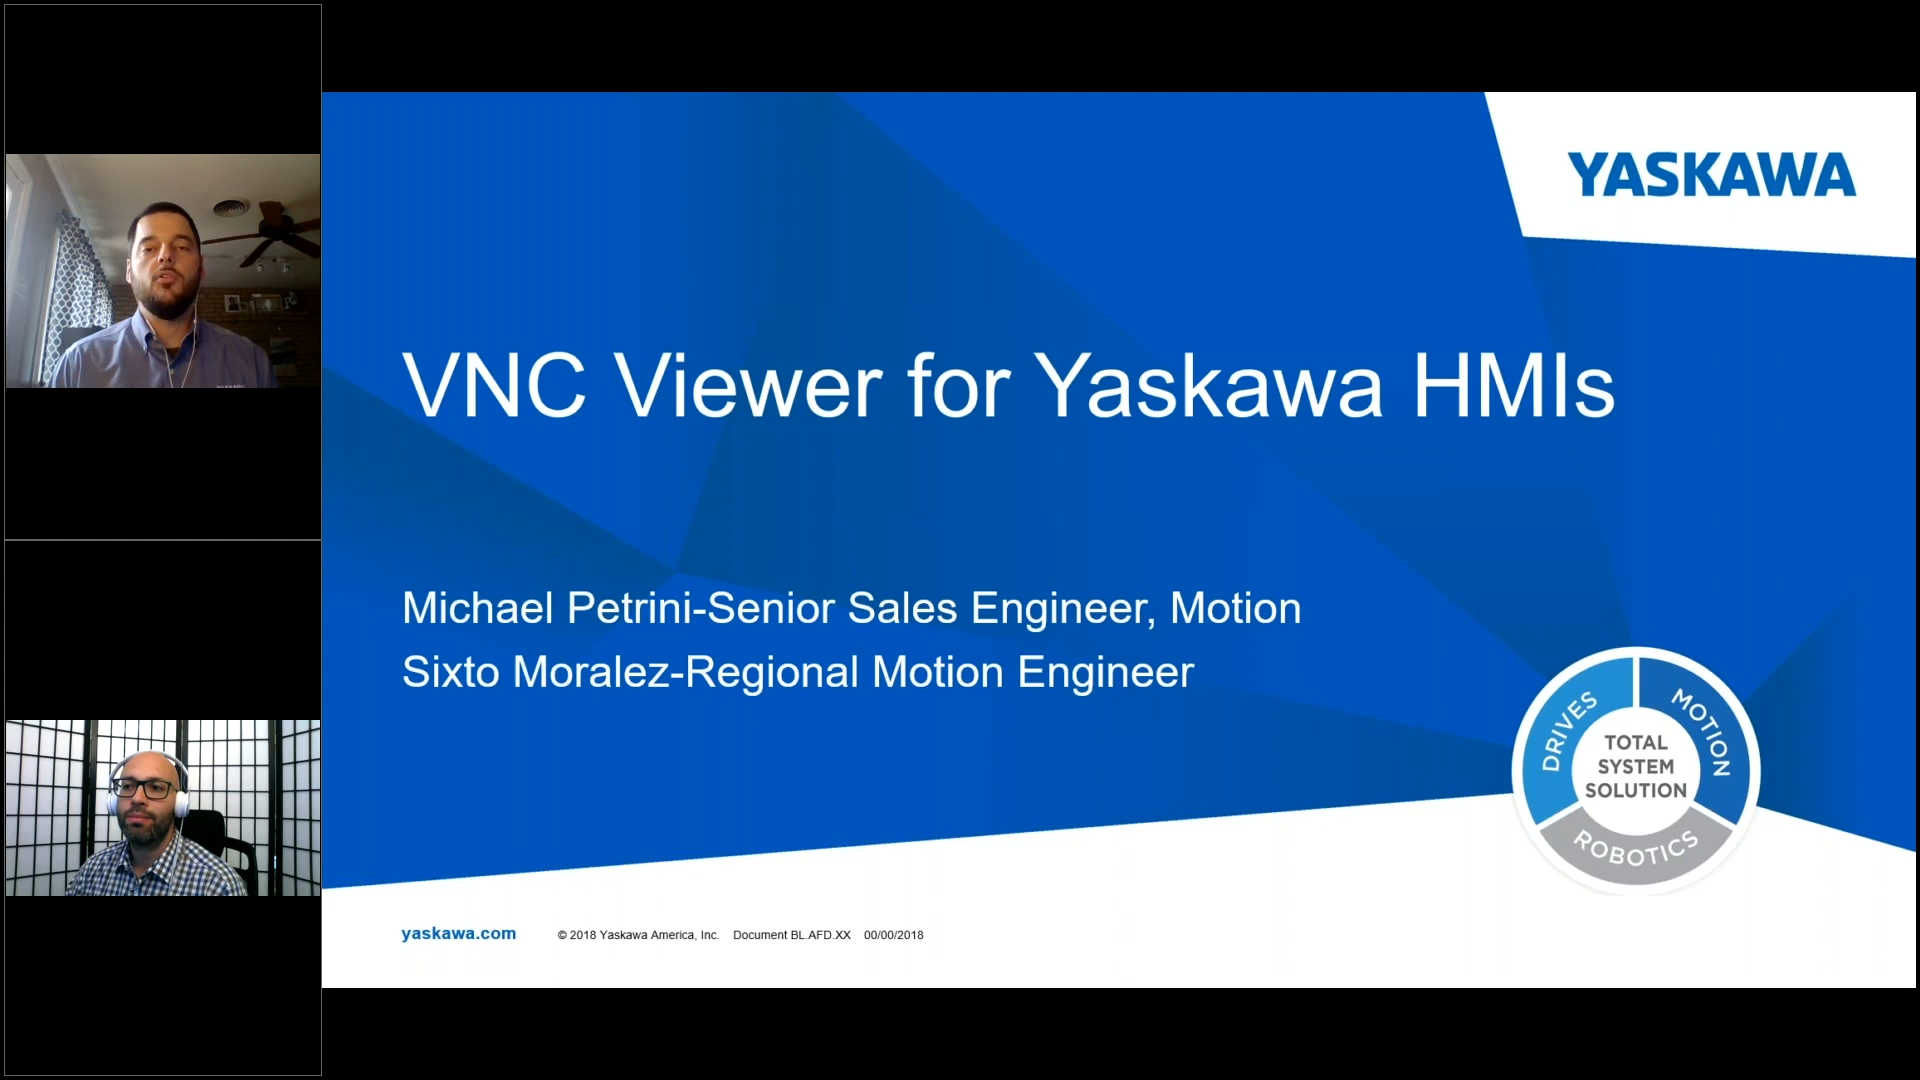 YASKAWA
VNC Viewer for Yaskawa HMIs
Michael Petrini-Senior Sales Engineer, Motion
Sixto Moralez-Regional Motion Engineer
DRIVES
MOTION
TOTAL
SYSTEM
SOLUTION
ROBOTICS
yaskawa.com © 2018 Yaskawa America, Inc. Document BL.AFD.XX 00/00/2018